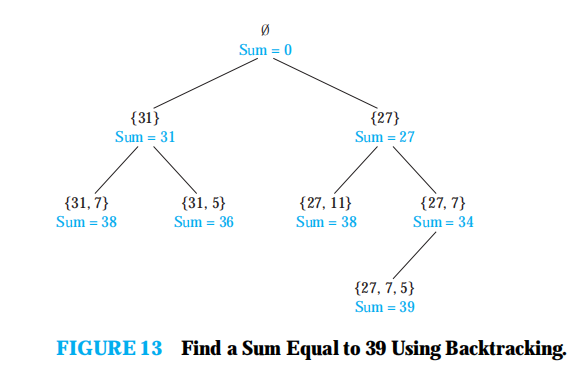 Ø
Sum = 0
{31}
{27}
Sum = 31
Sum = 27
{31, 7}
{31, 5}
{27, 11}
{27, 7}
Sum = 38
Sum = 36
Sum = 38
Sum = 34
{27, 7, 5}
Sum = 39
FIGURE 13 Find a Sum Equal to 39 Using Backtracking.